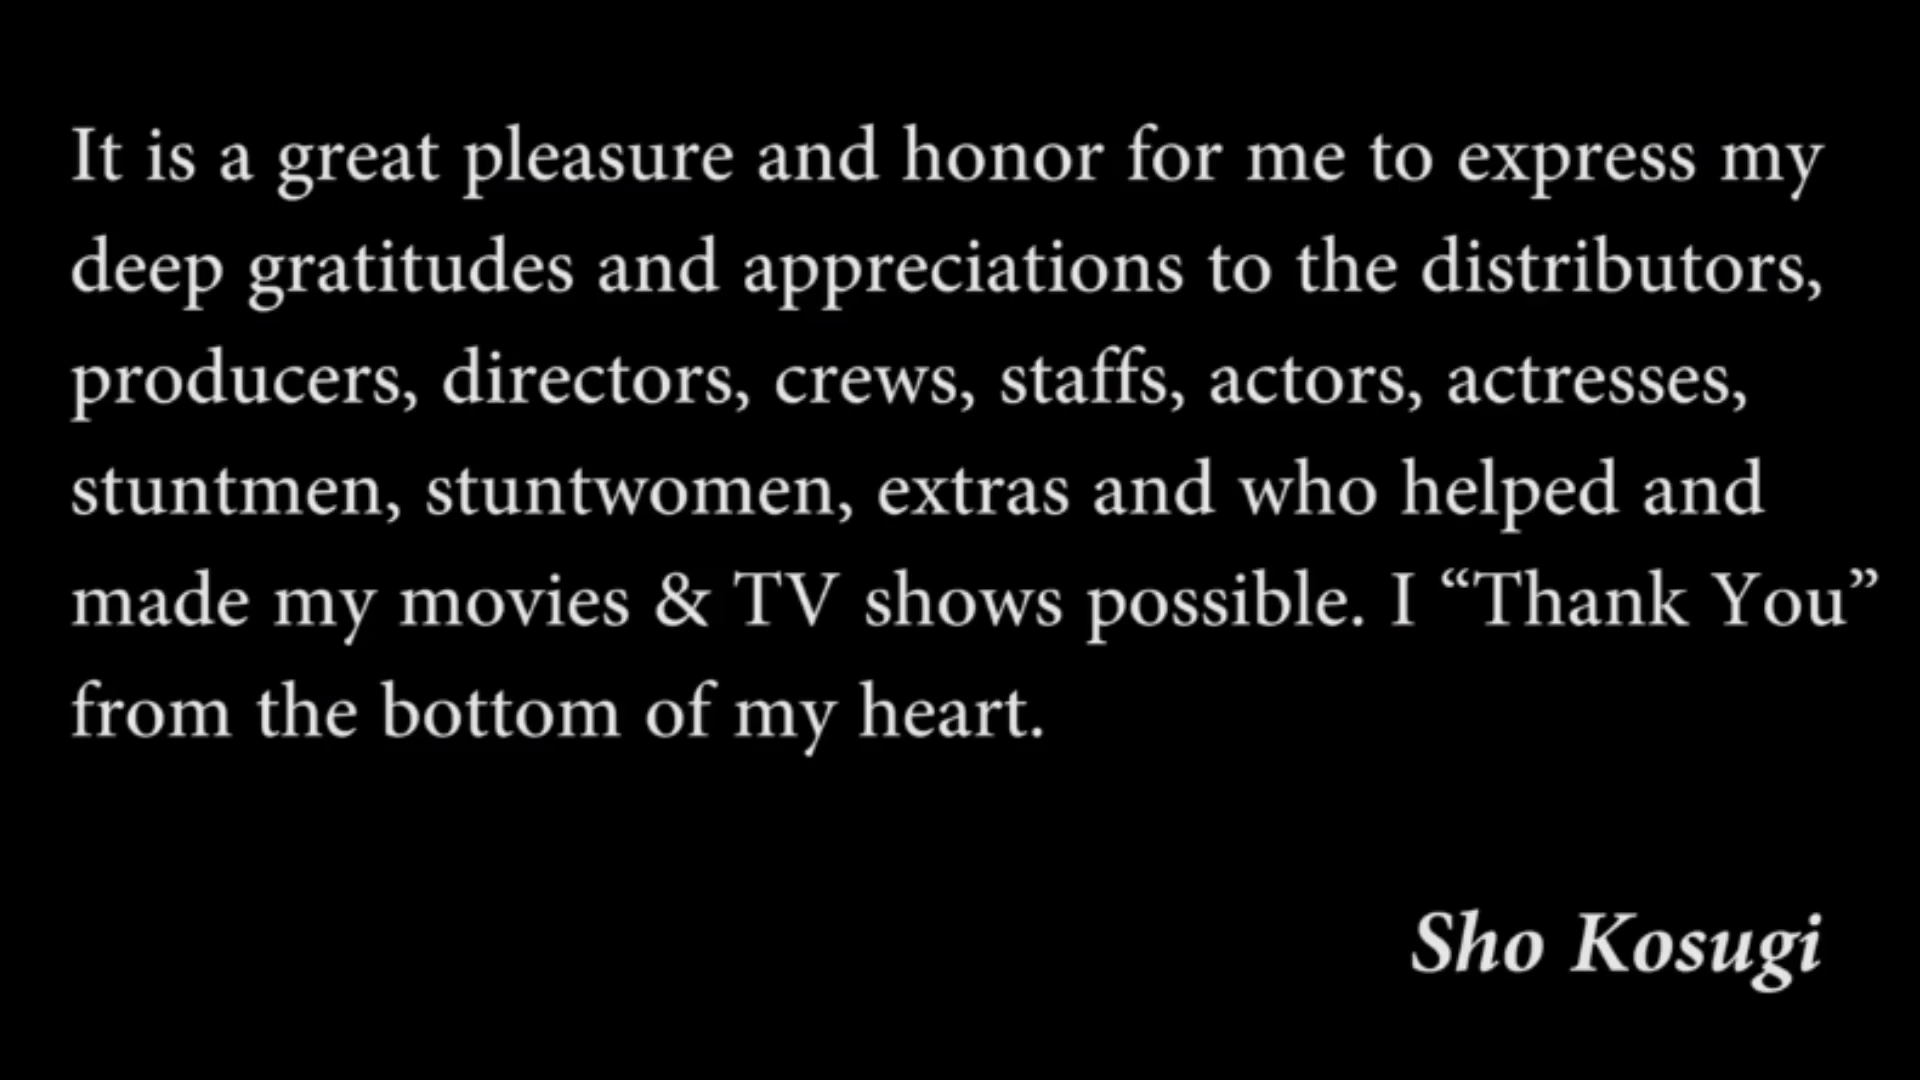 It is a great pleasure and honor for me to express my
deep gratitudes and appreciations to the distributors,
producers, directors, crews, staffs, actors, actresses,
stuntmen, stuntwomen, extras and who helped and
made my movies & TV shows possible. I “Thank You”
from the bottom of my heart.
Sho Kosugi